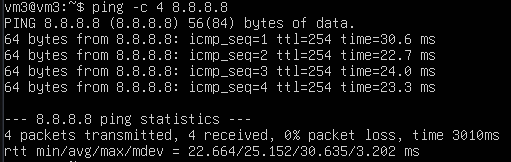 vm3@vm3:~$ ping -c 4 8.8.8.8
PING 8.8.8.8 (8.8.8.8) 56(84) bytes of data.
64 bytes from 8.8.8.8: icmp_seq=1 ttl=254 time=30.6 ms
64 bytes from 8.8.8.8: icmp_seq=2 ttl=254 time=22.7 ms
64 bytes from 8.8.8.8: icmp_seq=3 ttl=254 time=24.0 ms
64 bytes from 8.8.8.8: icmp_seq=4 ttl=254 time=23.3 ms

--- 8.8.8.8 ping statistics ---
4 packets transmitted, 4 received, 0% packet loss, time 3010ms
rtt min/avg/max/mdev = 22.664/25.152/30.635/3.202 ms